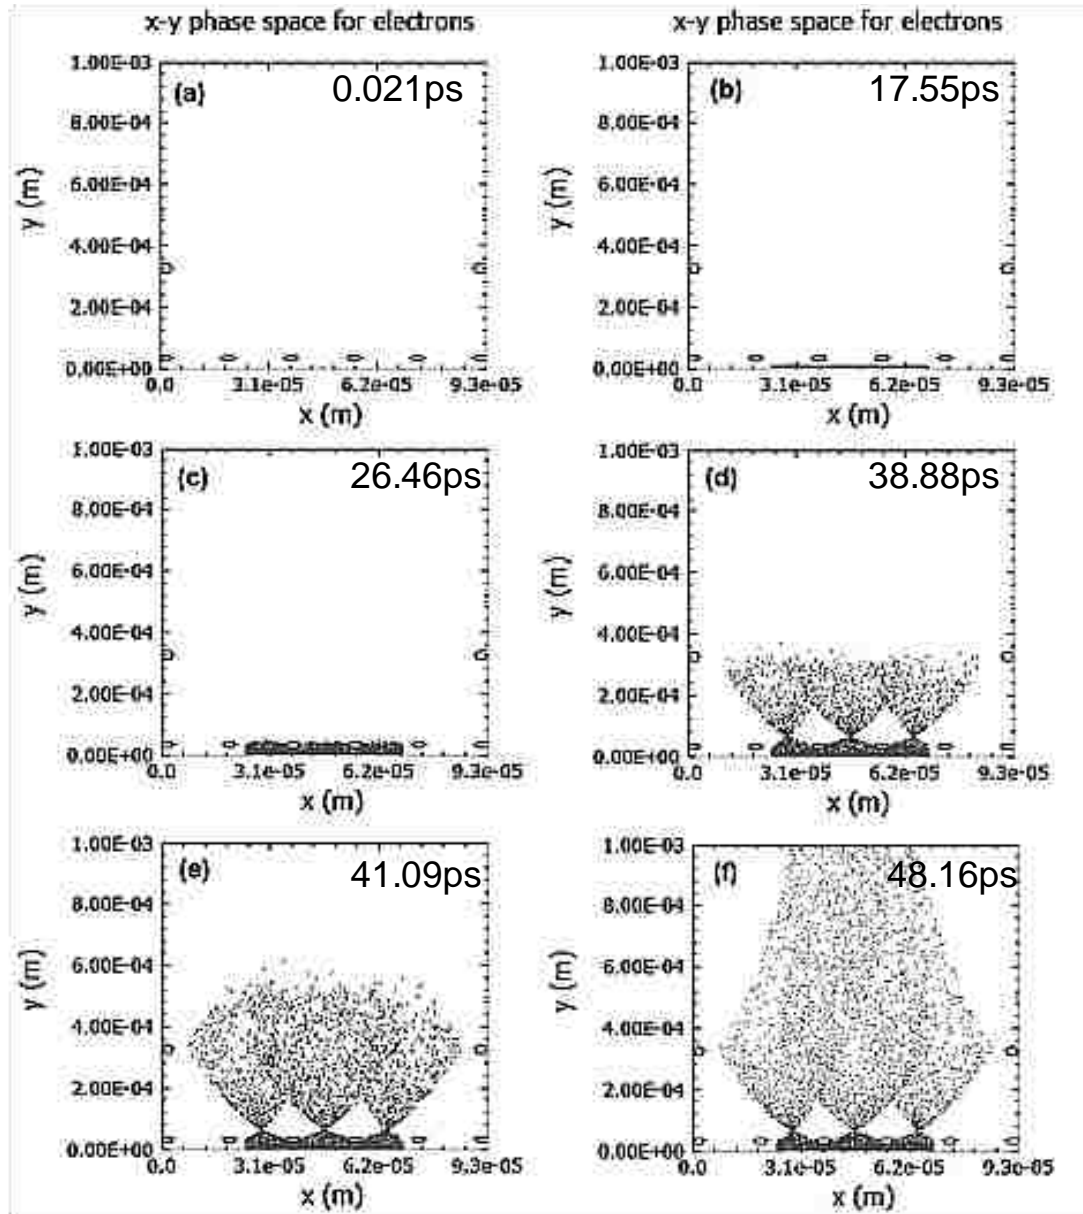 x-y phase space for electrons
x-y phase space for electrons
1.00E-03
(a)
0.021ps
8.00E-04
6.00E-04
y (m)
4.00E-04
2.00E-04
0.00E+00
0.0
3.1e-05
6.2e-05
9.3e-05
x (m)
1.00E-03
(b)
17.55ps
8.00E-04
6.00E-04
y (m)
4.00E-04
2.00E-04
0.00E+00
0.0
3.1e-05
6.2e-05
9.3e-05
x (m)
1.00E-03
(c)
26.46ps
8.00E-04
6.00E-04
y (m)
4.00E-04
2.00E-04
0.00E+00
0.0
3.1e-05
6.2e-05
9.3e-05
x (m)
1.00E-03
(d)
38.88ps
8.00E-04
6.00E-04
y (m)
4.00E-04
2.00E-04
0.00E+00
0.0
3.1e-05
6.2e-05
9.3e-05
x (m)
1.00E-03
(e)
41.09ps
8.00E-04
6.00E-04
y (m)
4.00E-04
2.00E-04
0.00E+00
0.0
3.1e-05
6.2e-05
9.3e-05
x (m)
1.00E-03
(f)
48.16ps
8.00E-04
6.00E-04
y (m)
4.00E-04
2.00E-04
0.00E+00
0.0
3.1e-05
6.2e-05
9.3e-05
x (m)